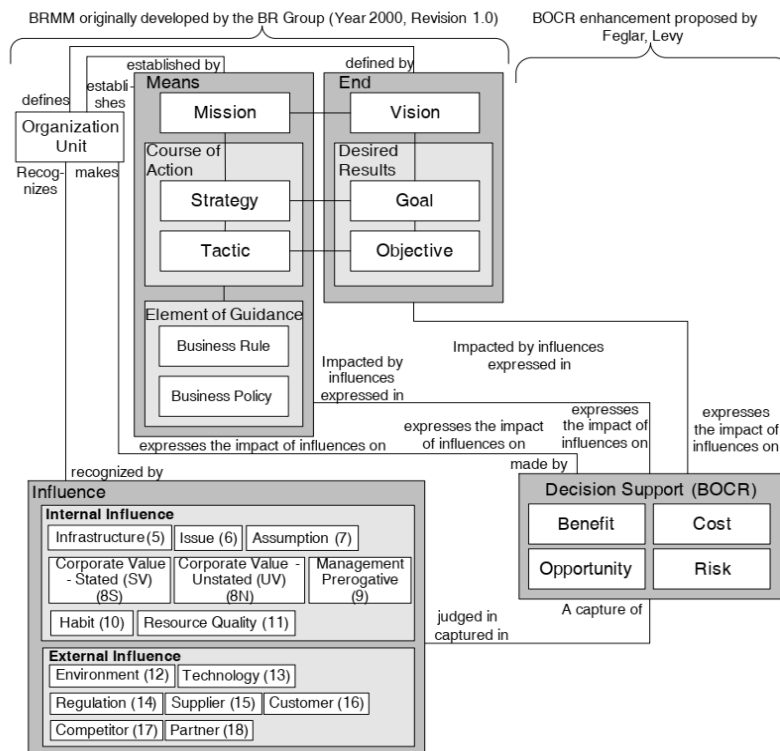 BRMM originally developed by the BR Group (Year 2000, Revision 1.0)
BOCR enhancement proposed by
Feglar, Levy
established by
defined by
establi-
shes
defines
Organization
Unit
Recog-
nizes
makes
Means
Mission
Course of
Action
Strategy
Tactic
Element of Guidance
Business Rule
Business Policy
End
Vision
Desired
Results
Goal
Objective
Impacted by
influences
expressed in
Impacted by influences
expressed in
expresses the impact of influences on
expresses the impact
of influences on
expresses
the impact of
influences on
expresses
the impact of
influences on
made by
recognized by
Influence
Internal Influence
Infrastructure (5)
Issue (6)
Assumption (7)
Corporate Value
- Stated (SV)
(8S)
Corporate Value -
Unstated (UV)
(8N)
Management
Prerogative
(9)
Habit (10)
Resource Quality (11)
External Influence
Environment (12)
Technology (13)
Regulation (14)
Supplier (15)
Customer (16)
Competitor (17)
Partner (18)
Decision Support (BOCR)
Benefit
Cost
Opportunity
Risk
A capture of
judged in
captured in